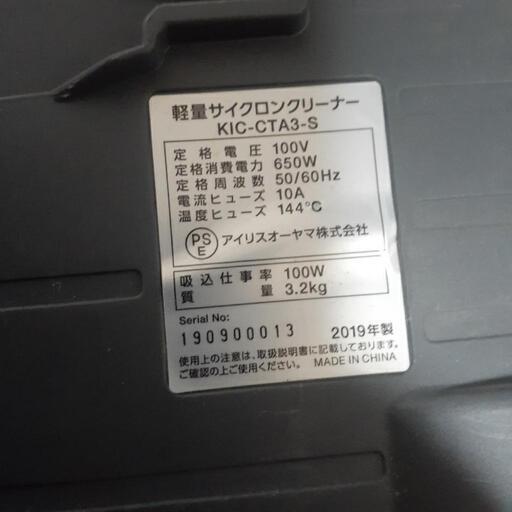 軽量サイクロンクリーナー
KIC-CTA3-S
定格電圧 100V
定格消費電力 650W
定格周波数 50/60Hz
電流ヒューズ 10A
温度ヒューズ 144℃
PSE アイリスオーヤマ株式会社
吸込仕事率 100W
質量 3.2kg
Serial No:
190900013 2019年製
使用上の注意は、取扱説明書に記載しております。
ご確認の上ご使用ください。 MADE IN CHINA